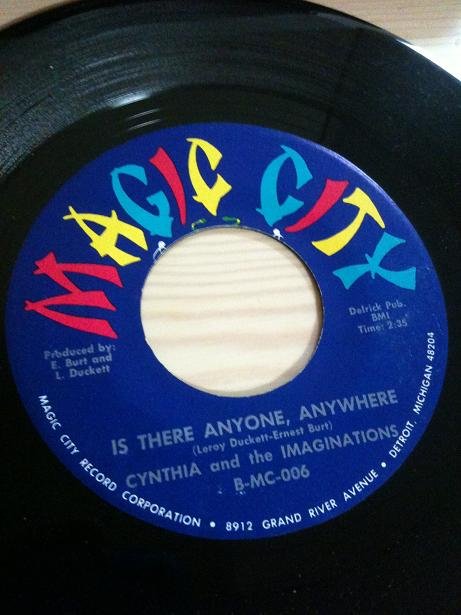 MAGIC CITY
Delrick Pub.
BMI
Time: 2:35
Produced by:
E. Burt and
L. Duckett
IS THERE ANYONE, ANYWHERE
(Leroy Duckett-Ernest Burt)
CYNTHIA and the IMAGINATIONS
B-MC-006
MAGIC CITY RECORD CORPORATION • 8912 GRAND RIVER AVENUE • DETROIT, MICHIGAN 48204